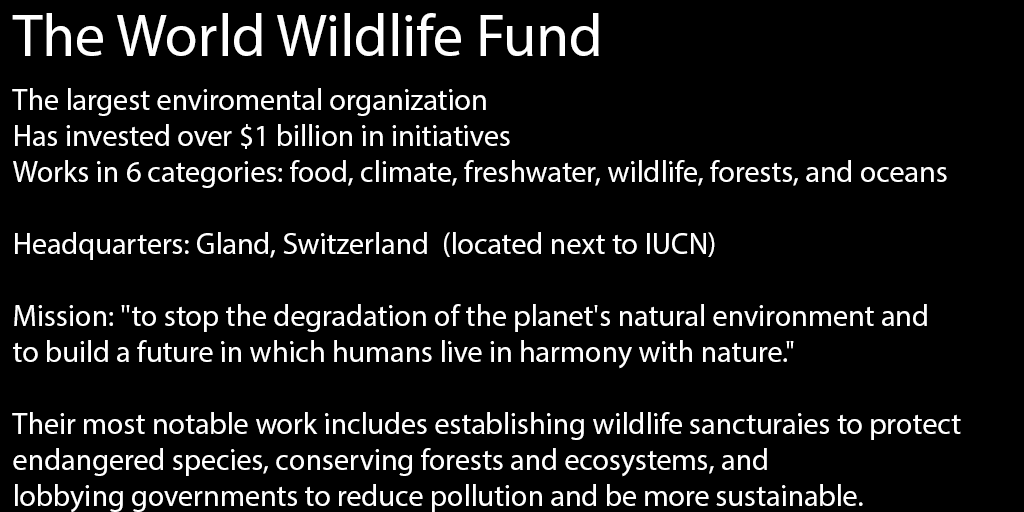 The World Wildlife Fund
The largest enviromental organization
Has invested over $1 billion in initiatives
Works in 6 categories: food, climate, freshwater, wildlife, forests, and oceans
Headquarters: Gland, Switzerland  (located next to IUCN)
Mission: "to stop the degradation of the planet's natural environment and
to build a future in which humans live in harmony with nature."
Their most notable work includes establishing wildlife sancturaies to protect
endangered species, conserving forests and ecosystems, and
lobbying governments to reduce pollution and be more sustainable.